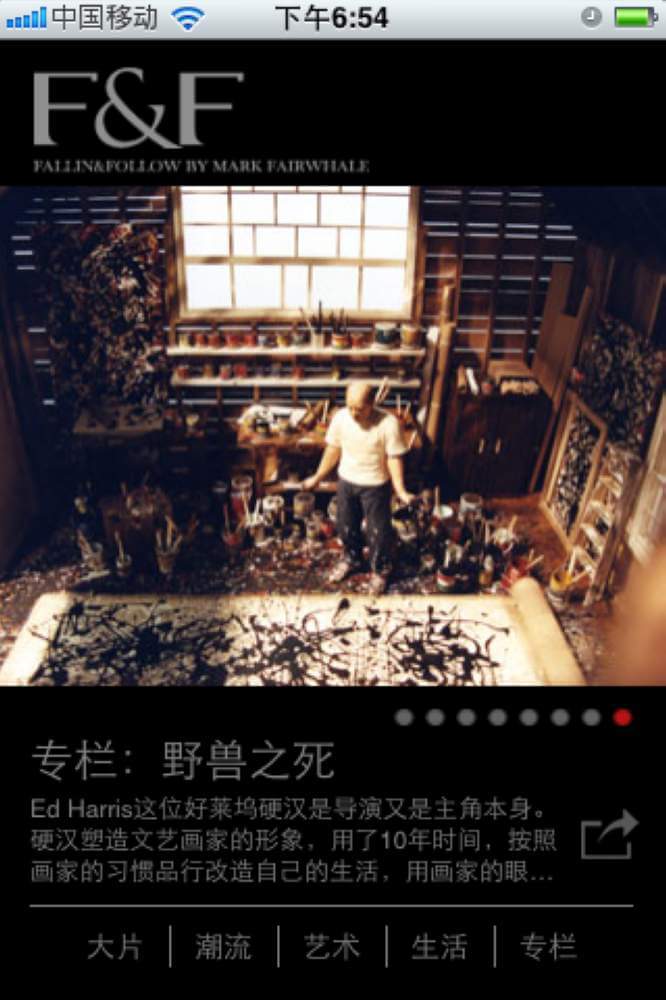 中国移动
下午6:54
F&F
FALLIN&FOLLOW BY MARK FAIRWHALE
专栏：野兽之死
Ed Harris这位好莱坞硬汉是导演又是主角本身。
硬汉塑造文艺画家的形象，用了10年时间，按照
画家的习惯品行改造自己的生活，用画家的眼...
大片
潮流
艺术
生活
专栏